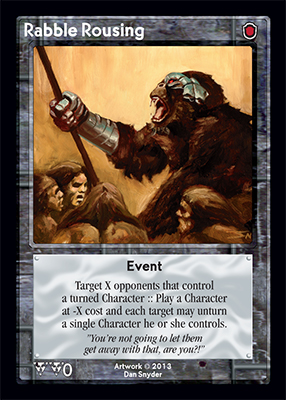 Rabble Rousing
Event
Target X opponents that control
a turned Character :: Play a Character
at -X cost and each target may unturn
a single Character he or she controls.
"You're not going to let them
get away with that, are you?!"
Artwork © 2013
Dan Snyder
0